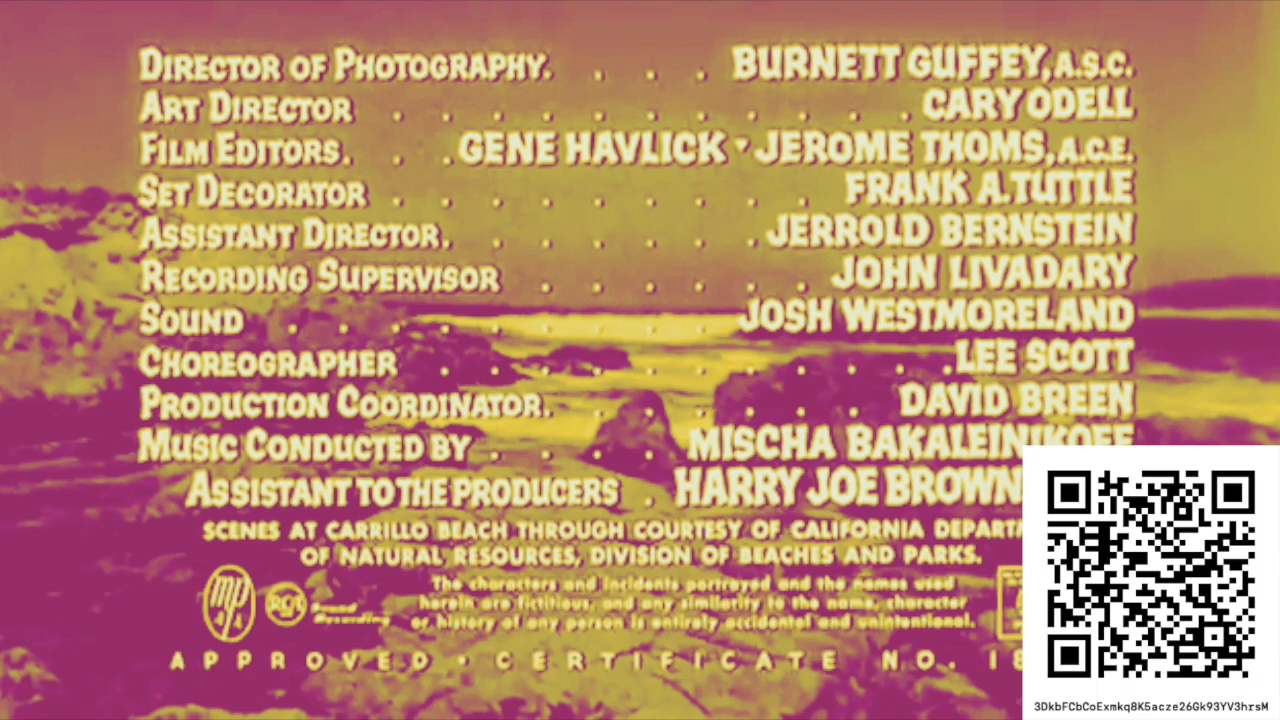 DIRECTOR OF PHOTOGRAPHY. . . . BURNETT GUFFEY, A.S.C.
ART DIRECTOR . . . . . . . . . . . CARY ODELL
FILM EDITORS. . . GENE HAVLICK · JEROME THOMS, A.C.E.
SET DECORATOR . . . . . . . . . FRANK A. TUTTLE
ASSISTANT DIRECTOR. . . . . . . JERROLD BERNSTEIN
RECORDING SUPERVISOR . . . . . . JOHN LIVADARY
SOUND . . . . . . . . . . JOSH WESTMORELAND
CHOREOGRAPHER . . . . . . . . . . . LEE SCOTT
PRODUCTION COORDINATOR. . . . . . . DAVID BREEN
MUSIC CONDUCTED BY . . . . MISCHA BAKALEINIKOFF
ASSISTANT TO THE PRODUCERS . HARRY JOE BROWN
SCENES AT CARRILLO BEACH THROUGH COURTESY OF CALIFORNIA DEPARTM
OF NATURAL RESOURCES, DIVISION OF BEACHES AND PARKS.
The characters and incidents portrayed and the names used
herein are fictitious, and any similarity to the name, character
or history of any person is entirely accidental and unintentional.
RCA Sound
Recording
APPROVED · CERTIFICATE NO. 18
3DkbFCbCoExmkq8K5acze26Gk93YV3hrsM